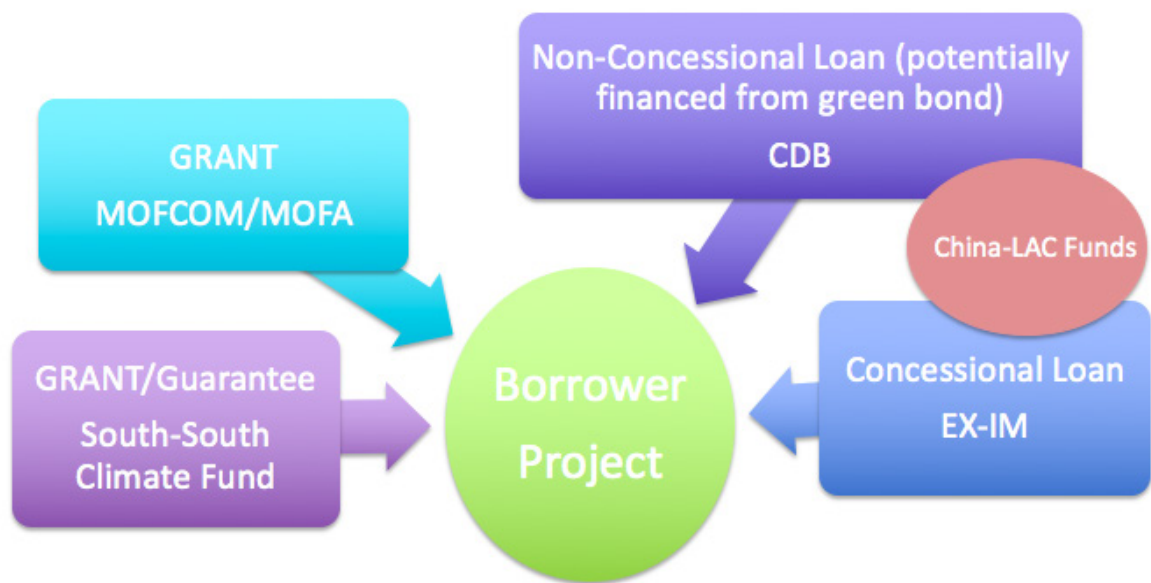 Non-Concessional Loan (potentially
financed from green bond)
CDB
GRANT
MOFCOM/MOFA
China-LAC Funds
GRANT/Guarantee
South-South
Climate Fund
Borrower
Project
Concessional Loan
EX-IM